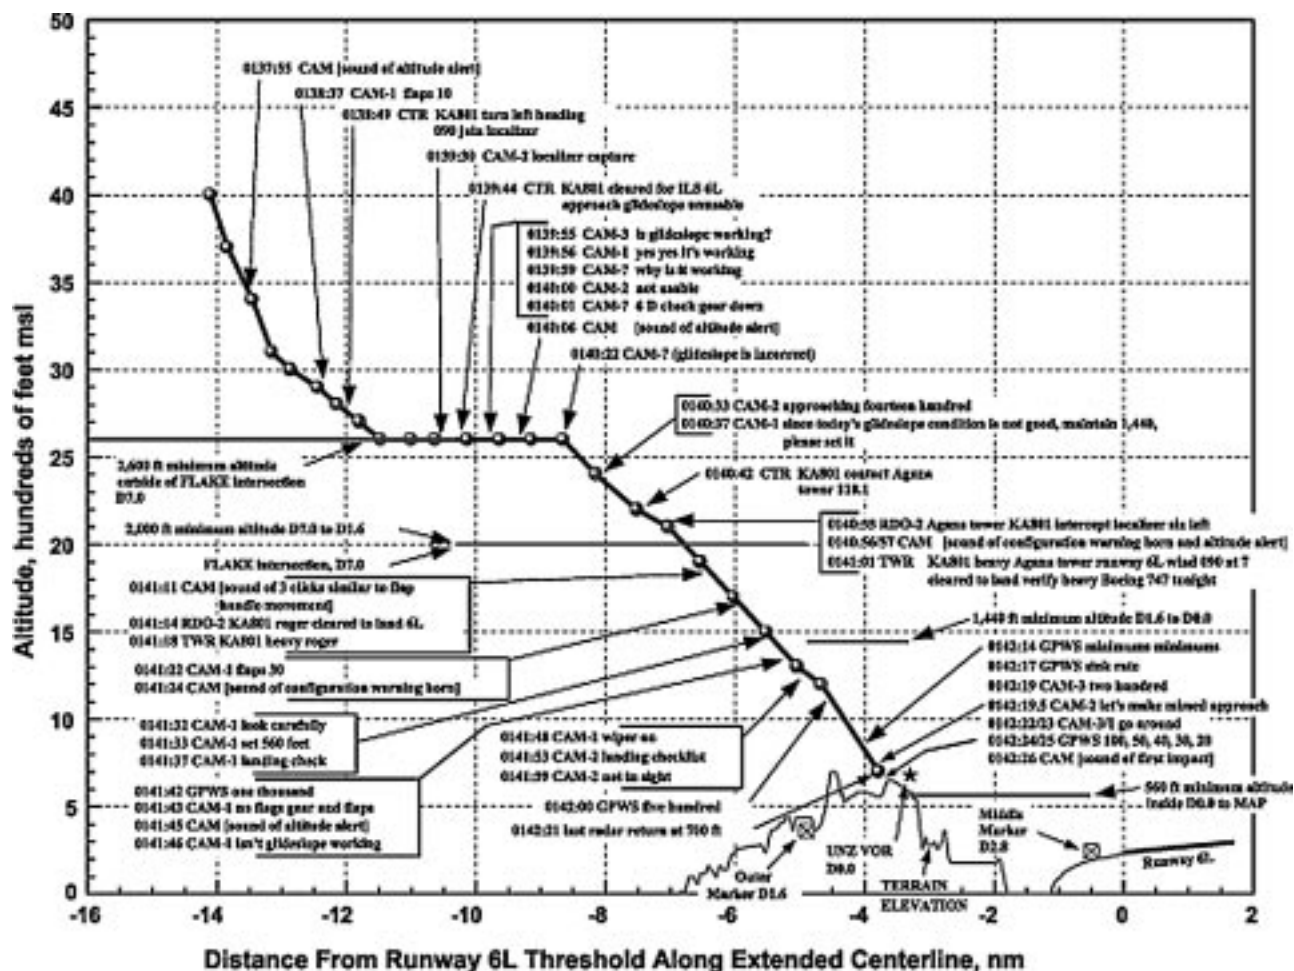 50
45
40
35
30
25
20
15
10
5
0
Altitude, hundreds of feet msl
0137:55 CAM [sound of altitude alert]
0138:37 CAM-1 flaps 10
0138:49 CTR KA801 turn left heading
090 join localizer
0139:30 CAM-2 localizer capture
0139:44 CTR KA801 cleared for ILS 6L
approach glideslope unusable
0139:55 CAM-3 is glideslope working?
0139:56 CAM-1 yes yes it's working
0139:59 CAM-? why is it working
0140:00 CAM-2 not usable
0140:01 CAM-? 6 D check gear down
0140:06 CAM [sound of altitude alert]
0140:22 CAM-? (glideslope is incorrect)
0140:33 CAM-2 approaching fourteen hundred
0140:37 CAM-1 since today's glideslope condition is not good, maintain 1,440,
please set it
0140:42 CTR KA801 contact Agana
tower 118.1
2,600 ft minimum altitude
outside of FLAKE intersection
D7.0
2,000 ft minimum altitude D7.0 to D1.6
FLAKE intersection, D7.0
0140:55 RDO-2 Agana tower KA801 intercept localizer six left
0140:56/57 CAM [sound of configuration warning horn and altitude alert]
0141:01 TWR KA801 heavy Agana tower runway 6L wind 090 at 7
cleared to land verify heavy Boeing 747 tonight
0141:11 CAM [sound of 3 clicks similar to flap
handle movement]
0141:14 RDO-2 KA801 roger cleared to land 6L
0141:18 TWR KA801 heavy roger
0141:22 CAM-1 flaps 30
0141:24 CAM [sound of configuration warning horn]
0141:32 CAM-1 look carefully
0141:33 CAM-1 set 560 feet
0141:37 CAM-1 landing check
0141:42 GPWS one thousand
0141:43 CAM-1 no flags gear and flaps
0141:45 CAM [sound of altitude alert]
0141:46 CAM-1 isn't glideslope working
0141:48 CAM-1 wiper on
0141:53 CAM-2 landing checklist
0141:59 CAM-2 not in sight
0142:00 GPWS five hundred
0142:21 last radar return at 700 ft
1,440 ft minimum altitude D1.6 to D0.0
0142:14 GPWS minimums minimums
0142:17 GPWS sink rate
0142:19 CAM-3 two hundred
0142:19.5 CAM-2 let's make missed approach
0142:22/23 CAM-3/1 go around
0142:24/25 GPWS 100, 50, 40, 30, 20
0142:26 CAM [sound of first impact]
560 ft minimum altitude
inside D0.0 to MAP
Outer
Marker D1.6
UNZ VOR
D0.0
TERRAIN
ELEVATION
Middle
Marker
D2.8
Runway 6L
-16 -14 -12 -10 -8 -6 -4 -2 0 2
Distance From Runway 6L Threshold Along Extended Centerline, nm